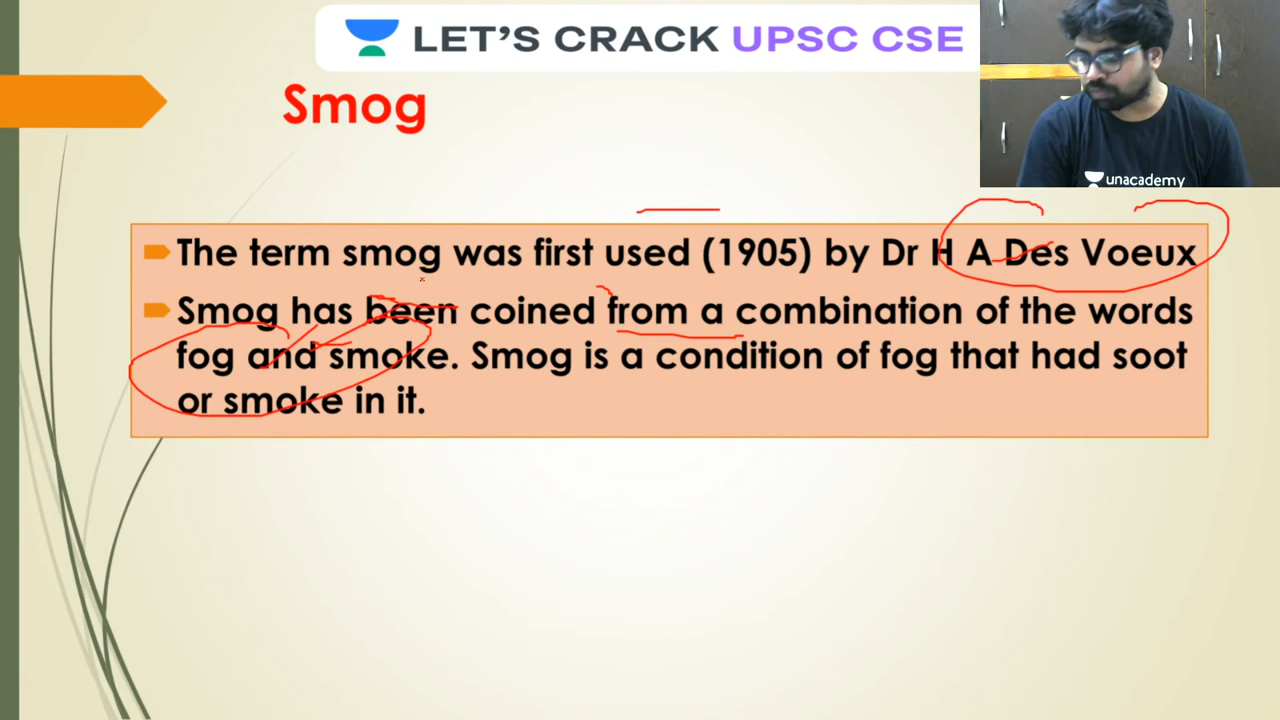 LET'S CRACK UPSC CSE
Smog
unacademy
The term smog was first used (1905) by Dr H A Des Voeux
Smog has been coined from a combination of the words
fog and smoke. Smog is a condition of fog that had soot
or smoke in it.